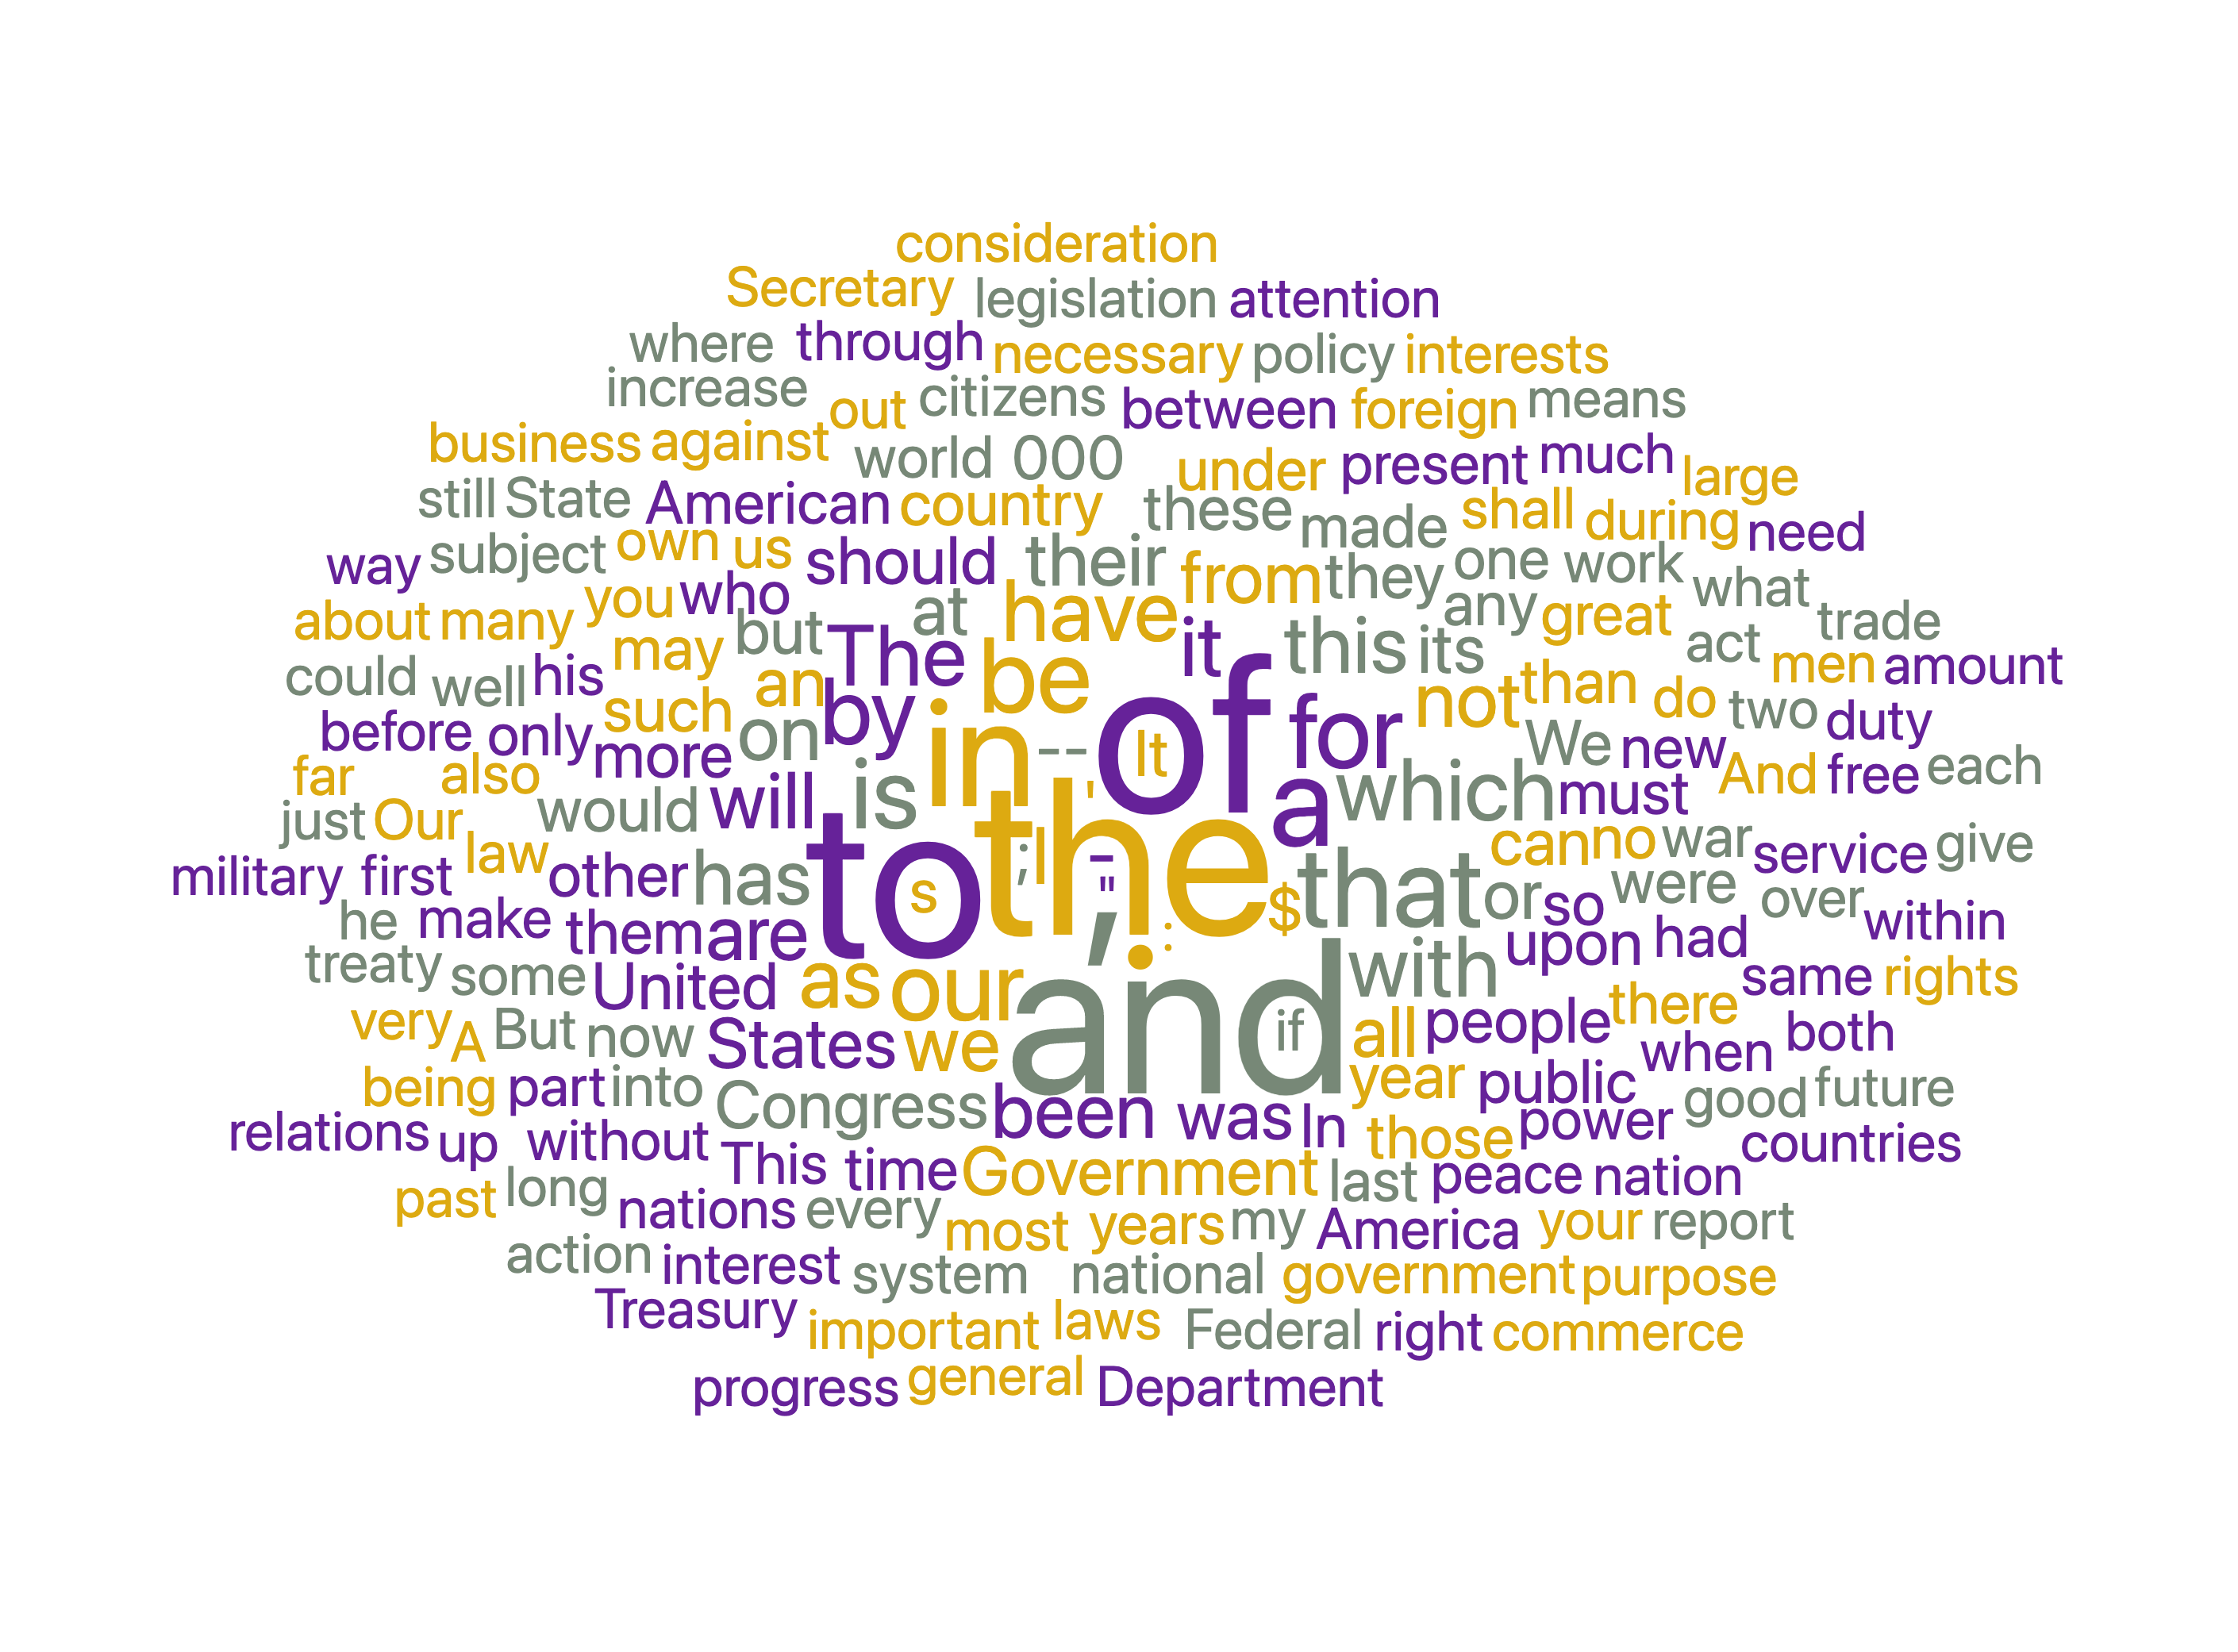 consideration
Secretary legislation attention
where through necessary policy interests
increase out citizens between foreign means
business against world 000 under present much large
still State American country these made shall during need
way subject own us should their from they one work what
about many you who but at have it this its any great act trade
could well his may an The be not than do men amount
before only such more on by in -- of It for We two new duty
far also would will is ' a which must And free each
just Our law to the can no war service give
military first other has s ; I - " , : $ that or so were over within
he make them are upon had
treaty some United as our and if with same rights
very A But now States we all people there when both
being part into Congress been was In year public good future
relations up without This time Government those power countries
past long nations every last peace nation
action interest system most years my America your report
Treasury important laws national government purpose
Federal right commerce
progress general Department